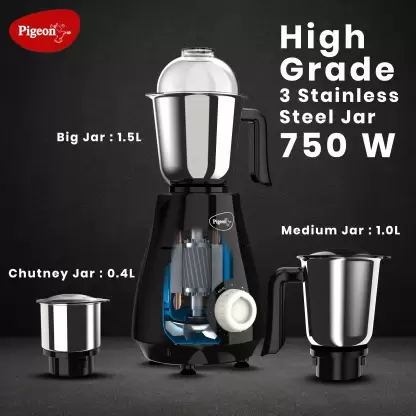 Pigeon
High
Grade
3 Stainless
Steel Jar
750 W
Big Jar : 1.5L
Pigeon
Medium Jar : 1.0L
Chutney Jar : 0.4L